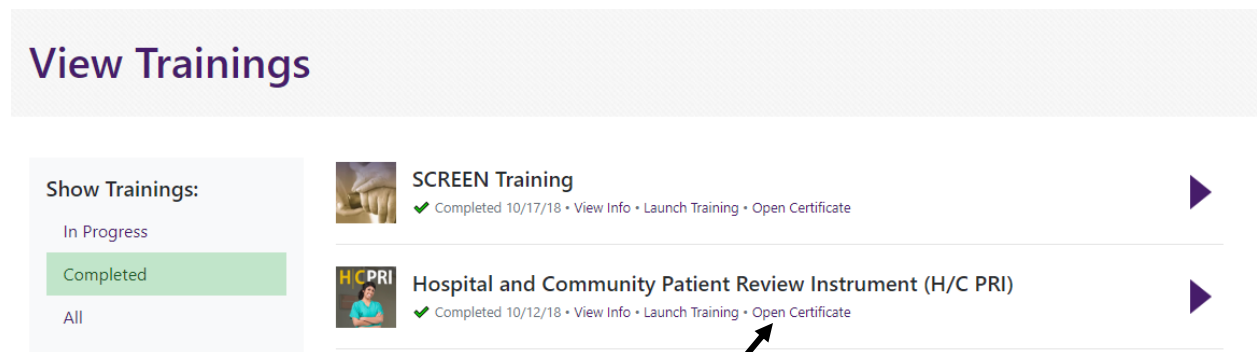 View Trainings
Show Trainings:
In Progress
Completed
All
SCREEN Training
✔ Completed 10/17/18 • View Info • Launch Training • Open Certificate
H|CPRI
Hospital and Community Patient Review Instrument (H/C PRI)
✔ Completed 10/12/18 • View Info • Launch Training • Open Certificate